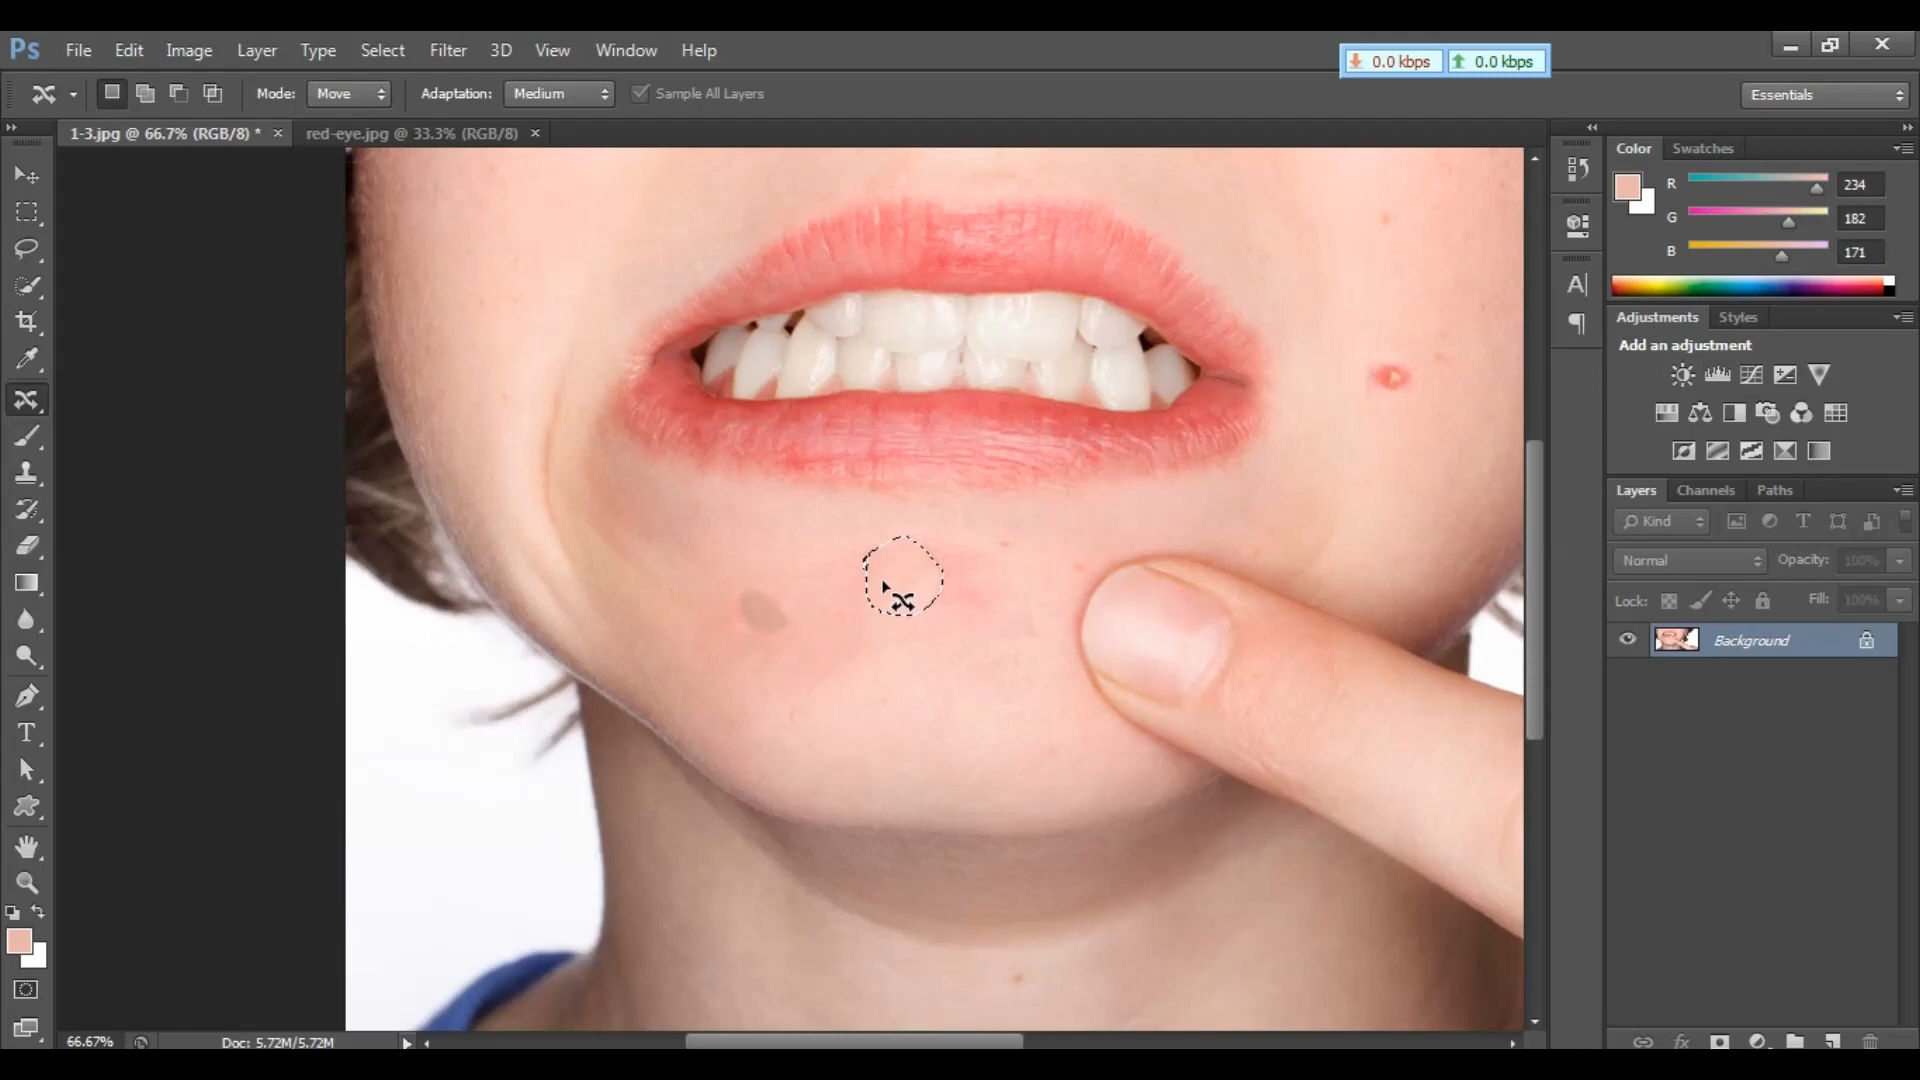 Ps File Edit Image Layer Type Select Filter 3D View Window Help
0.0 kbps 0.0 kbps
Mode: Move Adaptation: Medium Sample All Layers Essentials
1-3.jpg @ 66.7% (RGB/8) * × red-eye.jpg @ 33.3% (RGB/8) ×
Color Swatches
R 234
G 182
B 171
Adjustments Styles
Add an adjustment
Layers Channels Paths
Kind
Normal Opacity: 100%
Lock: Fill: 100%
Background
66.67% Doc: 5.72M/5.72M